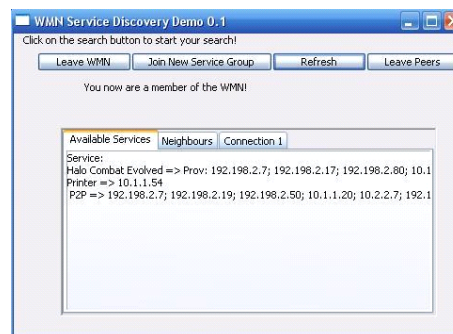 WMN Service Discovery Demo 0.1
Click on the search button to start your search!
Leave WMN Join New Service Group Refresh Leave Peers
You now are a member of the WMN!
Available Services Neighbours Connection 1
Service:
Halo Combat Evolved => Prov: 192.198.2.7; 192.198.2.17; 192.198.2.80; 10.1
Printer => 10.1.1.54
P2P => 192.198.2.7; 192.198.2.19; 192.198.2.50; 10.1.1.20; 10.2.2.7; 192.1